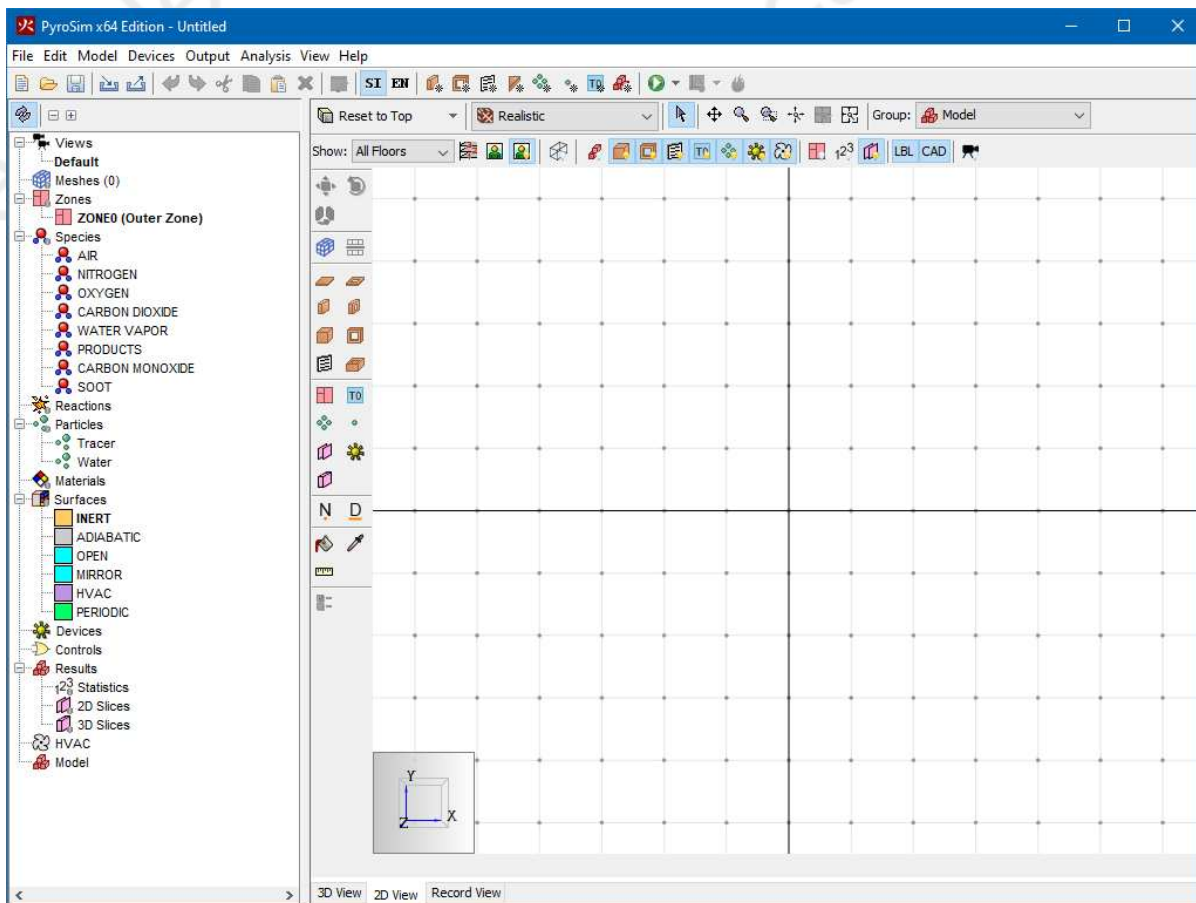 PyroSim x64 Edition - Untitled
File Edit Model Devices Output Analysis View Help
SI EN
Reset to Top Realistic Group: Model
Show: All Floors LBL CAD
Views
Default
Meshes (0)
Zones
ZONE0 (Outer Zone)
Species
AIR
NITROGEN
OXYGEN
CARBON DIOXIDE
WATER VAPOR
PRODUCTS
CARBON MONOXIDE
SOOT
Reactions
Particles
Tracer
Water
Materials
Surfaces
INERT
ADIABATIC
OPEN
MIRROR
HVAC
PERIODIC
Devices
Controls
Results
Statistics
2D Slices
3D Slices
HVAC
Model
N D
Y
Z X
3D View 2D View Record View